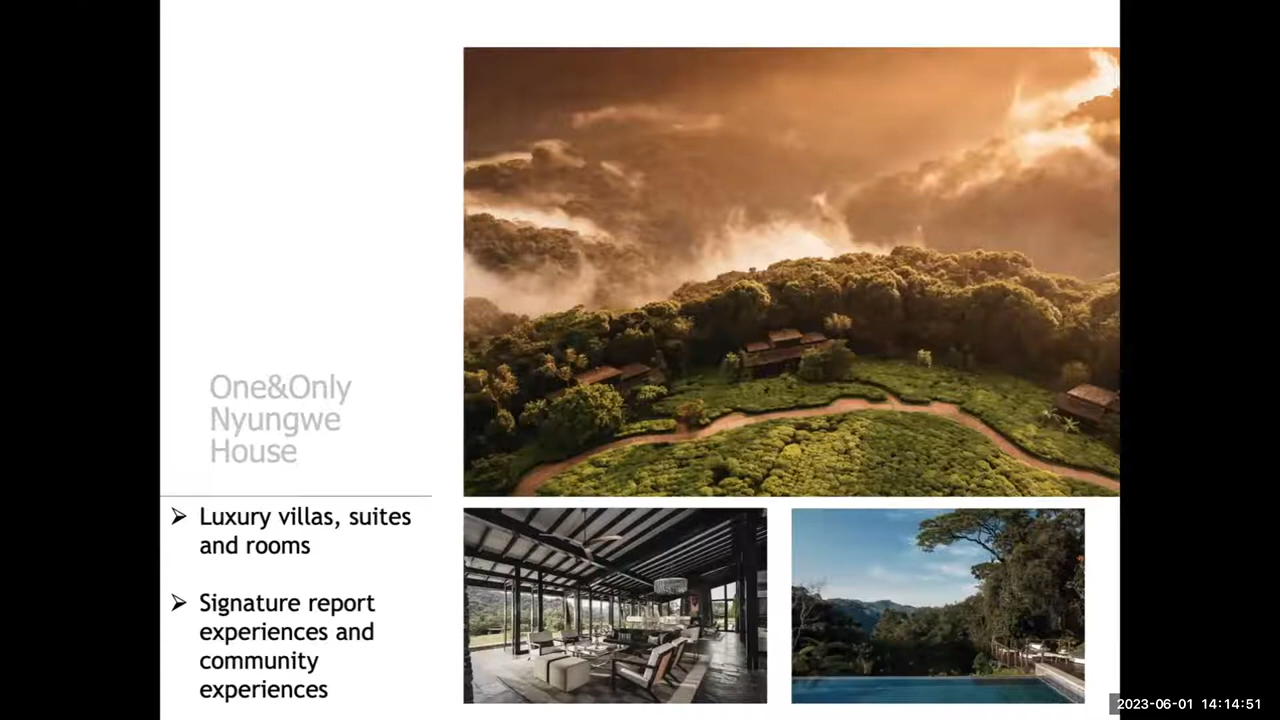 One&Only
Nyungwe
House
➢ Luxury villas, suites
and rooms
➢ Signature report
experiences and
community
experiences
2023-06-01 14:14:51